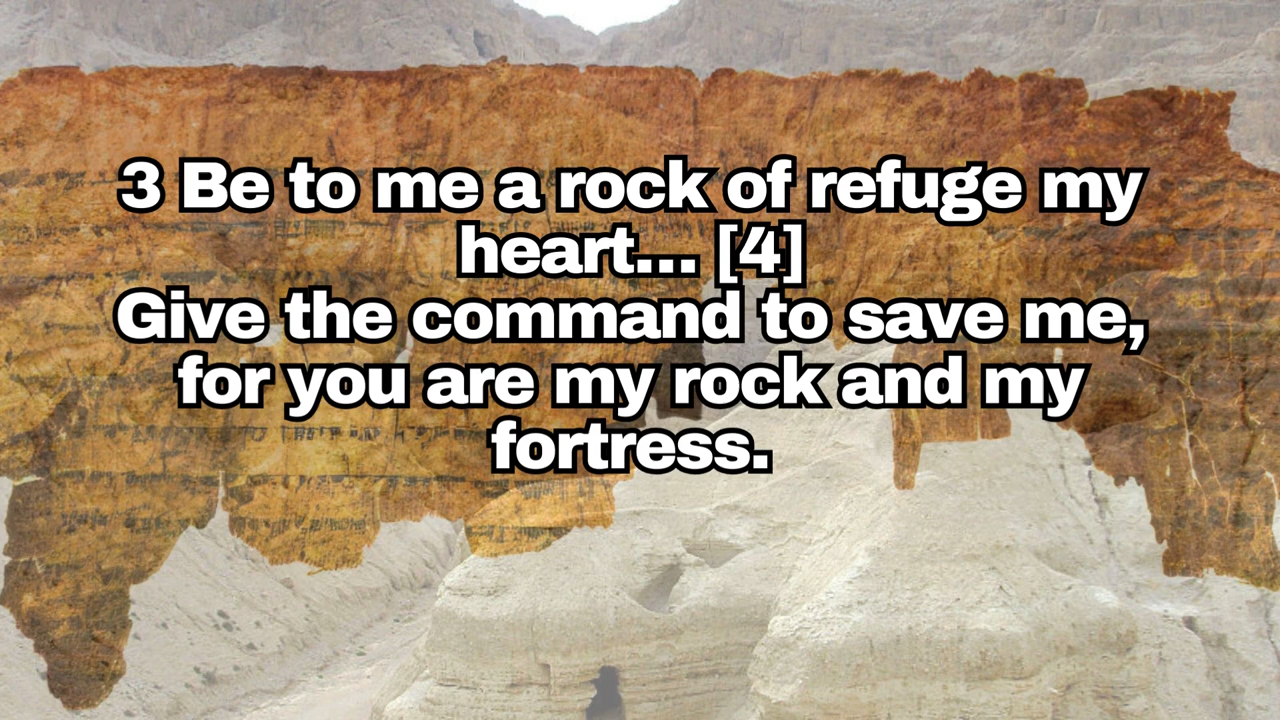 3 Be to me a rock of refuge my
heart... [4]
Give the command to save me,
for you are my rock and my
fortress.